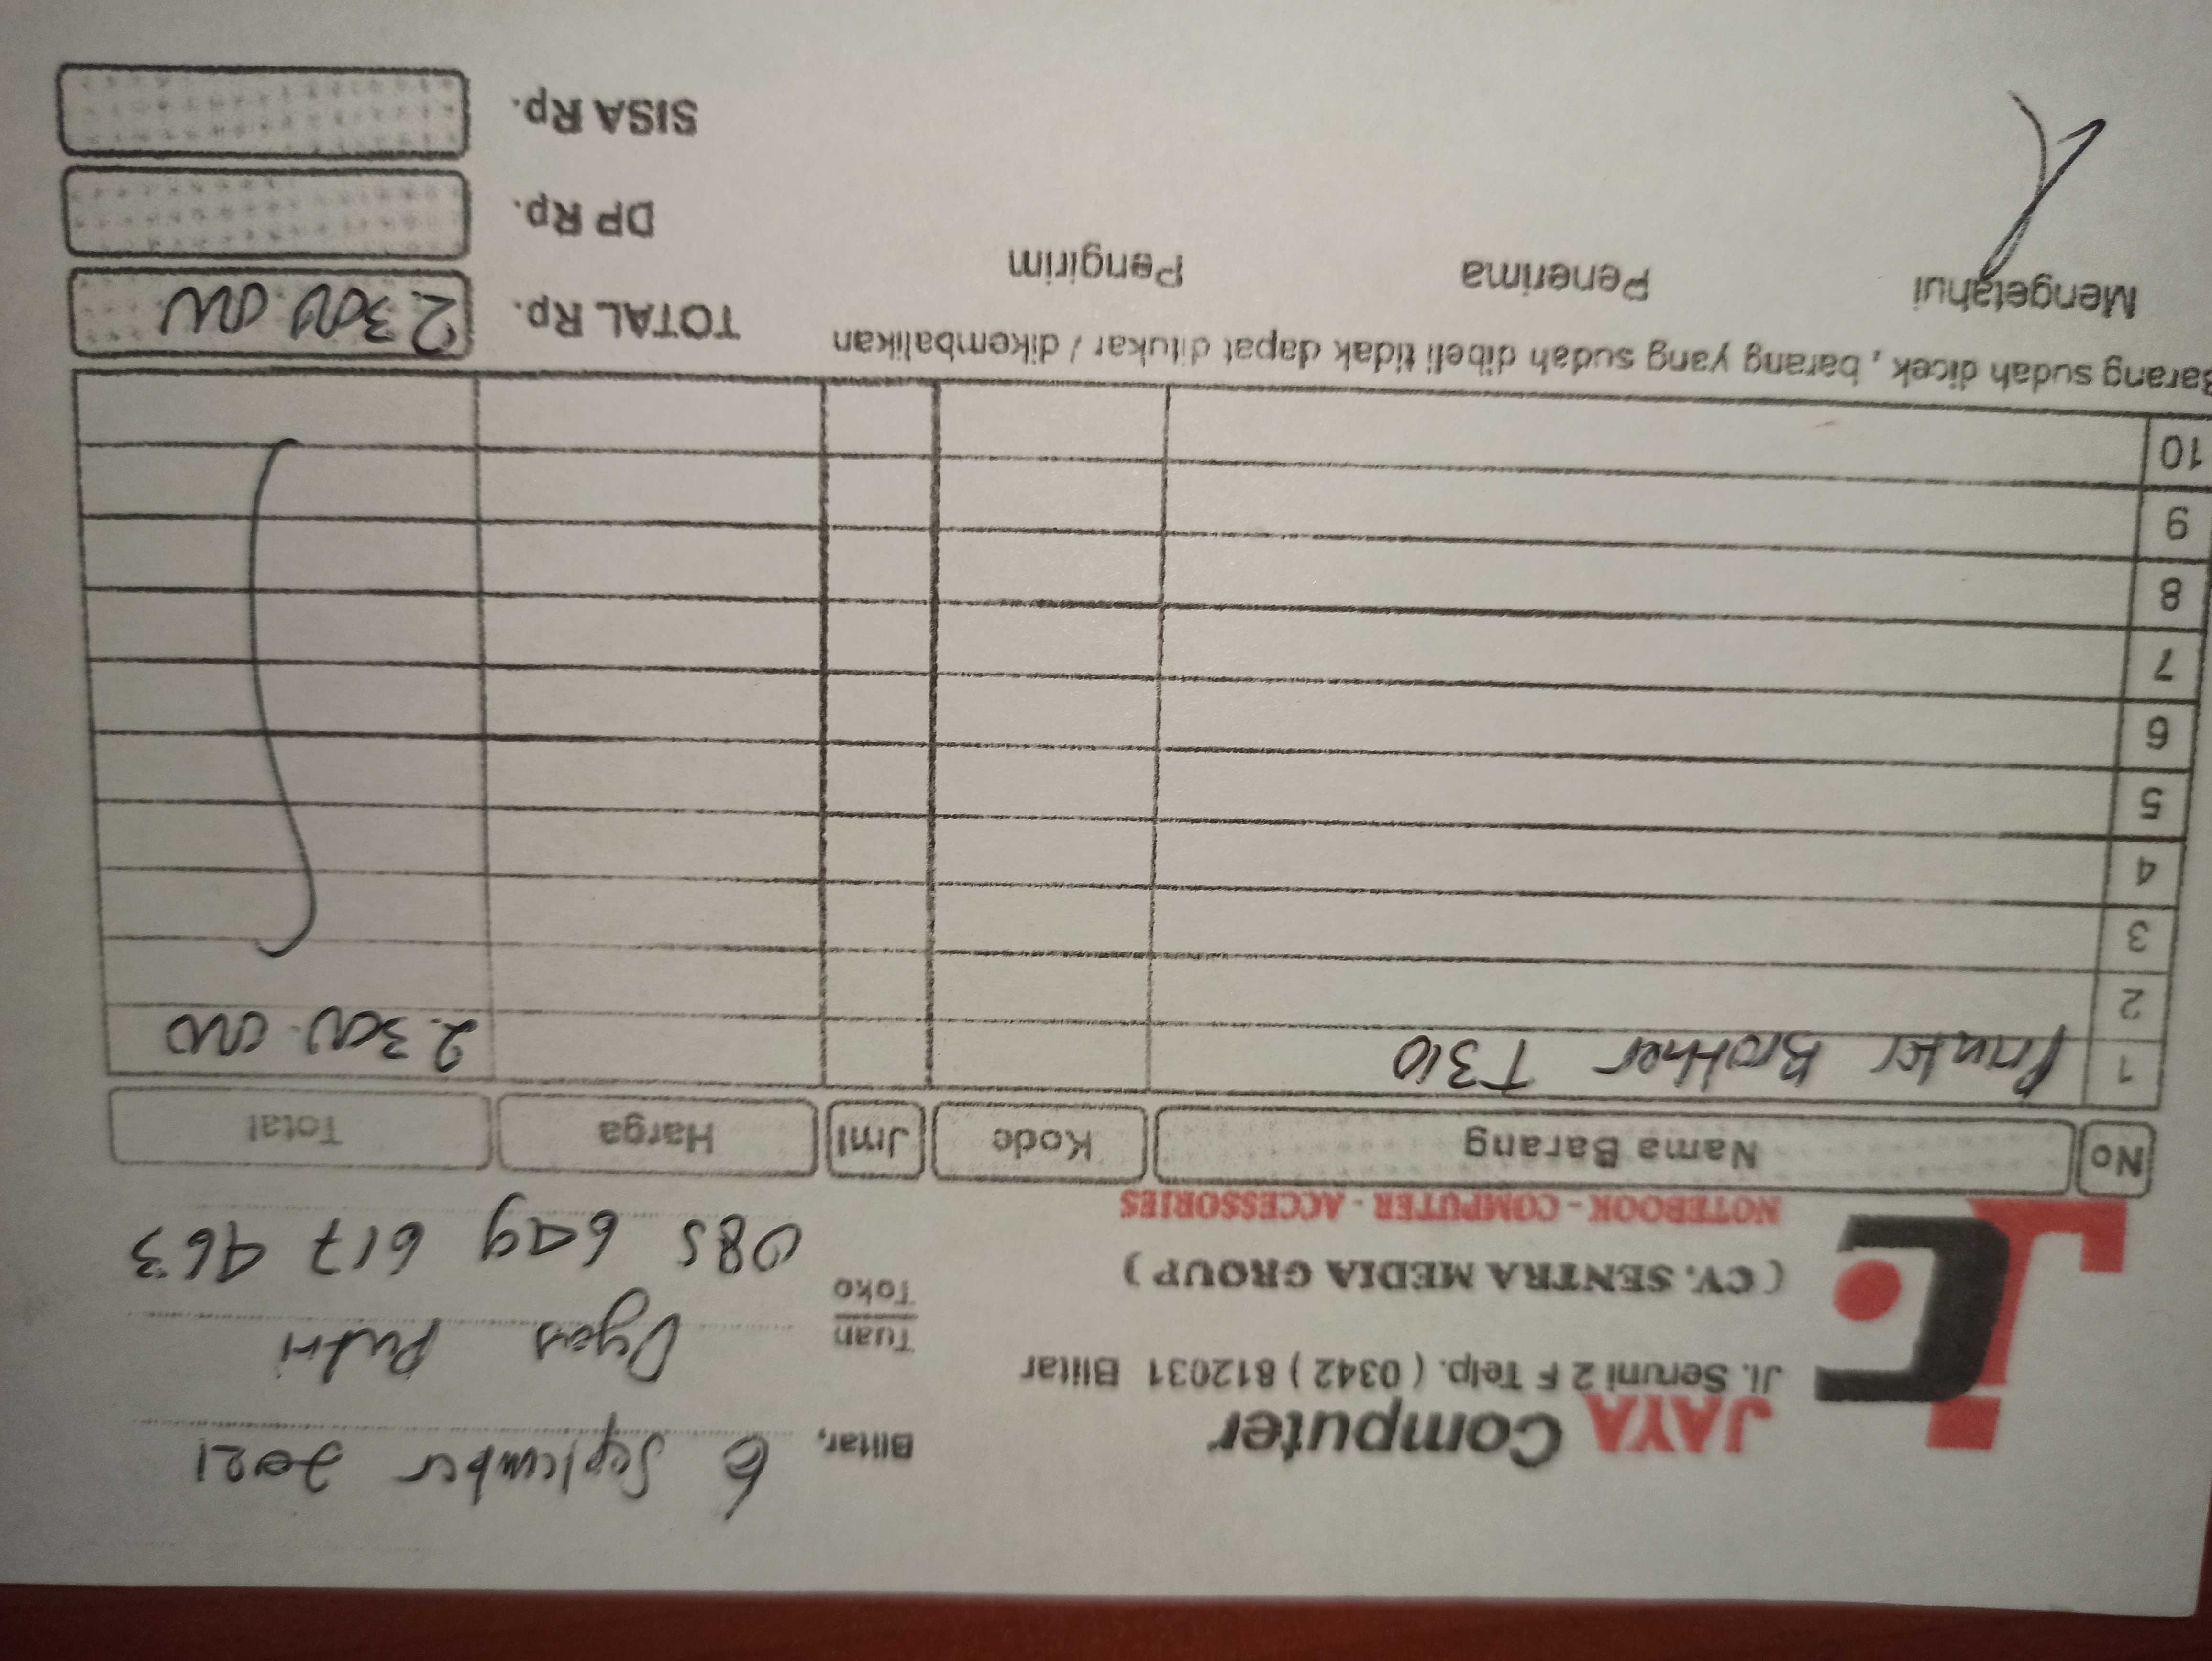 JAYA Computer
Jl. Seruni 2 F Telp. ( 0342 ) 812031 Blitar
( CV. SENTRA MEDIA GROUP )
NOTEBOOK - COMPUTER - ACCESSORIES
Blitar, 6 September 2021
Tuan
Toko
Dyas Putri
085 649 617 463
No Nama Barang Kode Jml Harga Total
1 Printer Brother T310 2.300.000
2
3
4
5
6
7
8
9
10
Barang sudah dicek , barang yang sudah dibeli tidak dapat ditukar / dikembalikan
TOTAL Rp. 2.300.000
Mengetahui Penerima Pengirim
DP Rp.
SISA Rp.